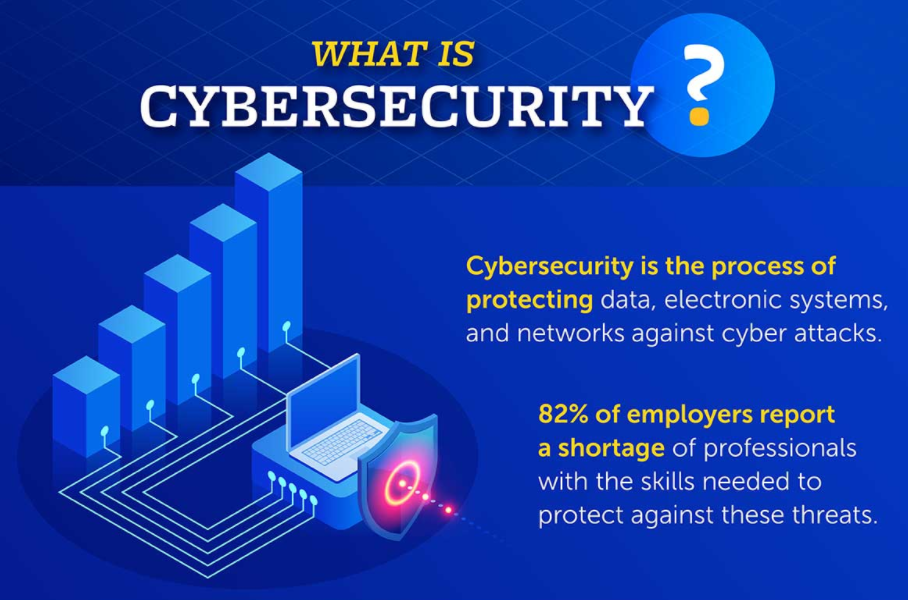 WHAT IS
CYBERSECURITY ?
Cybersecurity is the process of
protecting data, electronic systems,
and networks against cyber attacks.
82% of employers report
a shortage of professionals
with the skills needed to
protect against these threats.